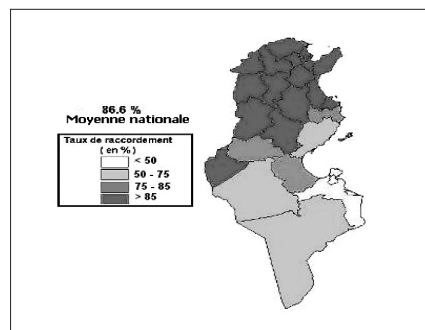 86.6 %
Moyenne nationale
Taux de raccordement
( en %)
< 50
50 - 75
75 - 85
> 85